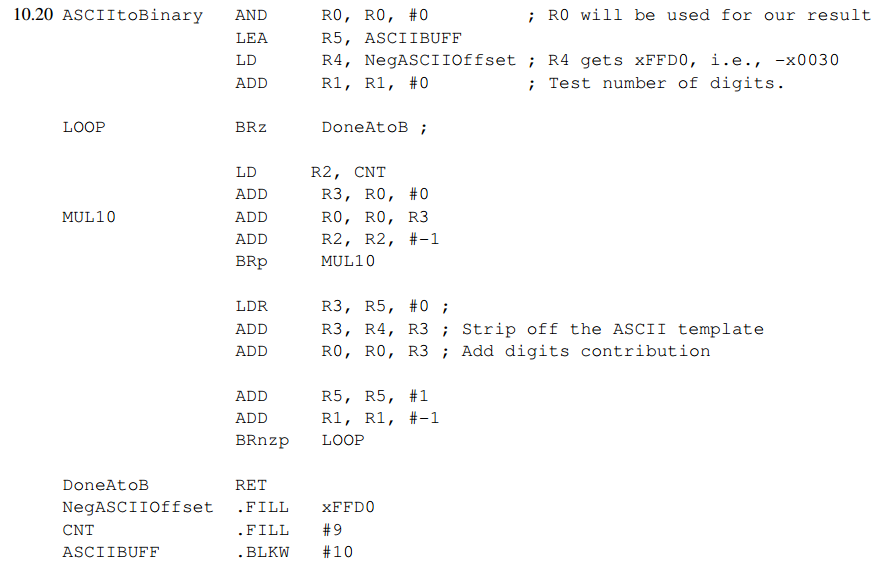 10.20 ASCIItoBinary AND R0, R0, #0 ; R0 will be used for our result
LEA R5, ASCIIBUFF
LD R4, NegASCIIOffset ; R4 gets xFFD0, i.e., -x0030
ADD R1, R1, #0 ; Test number of digits.
LOOP BRz DoneAtoB ;
LD R2, CNT
ADD R3, R0, #0
MUL10 ADD R0, R0, R3
ADD R2, R2, #-1
BRp MUL10
LDR R3, R5, #0 ;
ADD R3, R4, R3 ; Strip off the ASCII template
ADD R0, R0, R3 ; Add digits contribution
ADD R5, R5, #1
ADD R1, R1, #-1
BRnzp LOOP
DoneAtoB RET
NegASCIIOffset .FILL xFFD0
CNT .FILL #9
ASCIIBUFF .BLKW #10